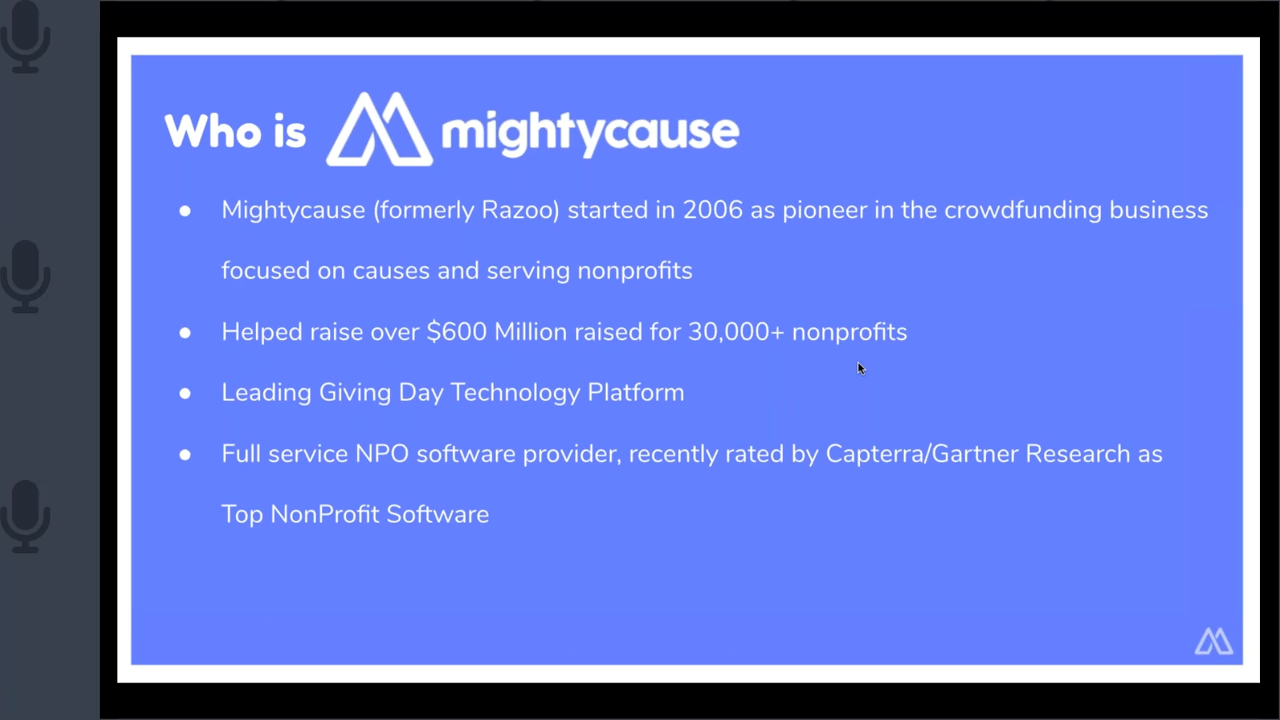 Who is mightycause
● Mightycause (formerly Razoo) started in 2006 as pioneer in the crowdfunding business
focused on causes and serving nonprofits
● Helped raise over $600 Million raised for 30,000+ nonprofits
● Leading Giving Day Technology Platform
● Full service NPO software provider, recently rated by Capterra/Gartner Research as
Top NonProfit Software